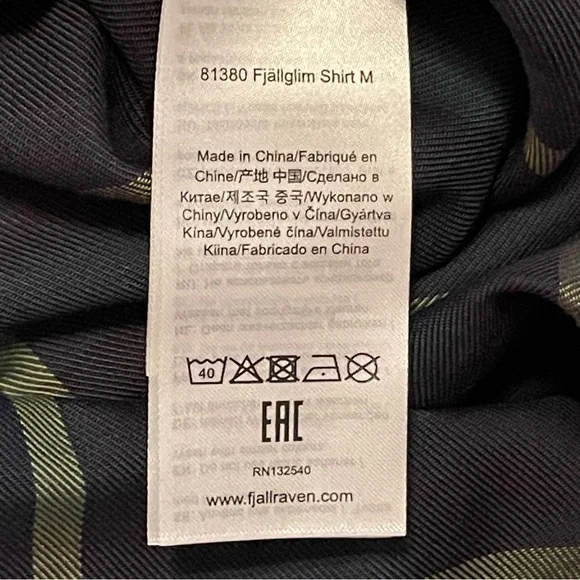 81380 Fjällglim Shirt M
Made in China/Fabriqué en
Chine/产地 中国/Сделано в
Китае/제조국 중국/Wykonano w
Chiny/Vyrobeno v Čína/Gyártva
Kína/Vyrobené čína/Valmistettu
Kiina/Fabricado en China
40
EAC
RN132540
www.fjallraven.com